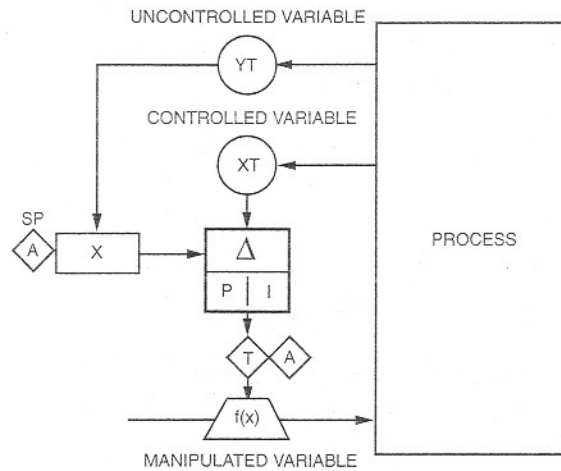 UNCONTROLLED VARIABLE
YT
CONTROLLED VARIABLE
XT
SP
A
X
Δ
P I
PROCESS
T A
f(x)
MANIPULATED VARIABLE